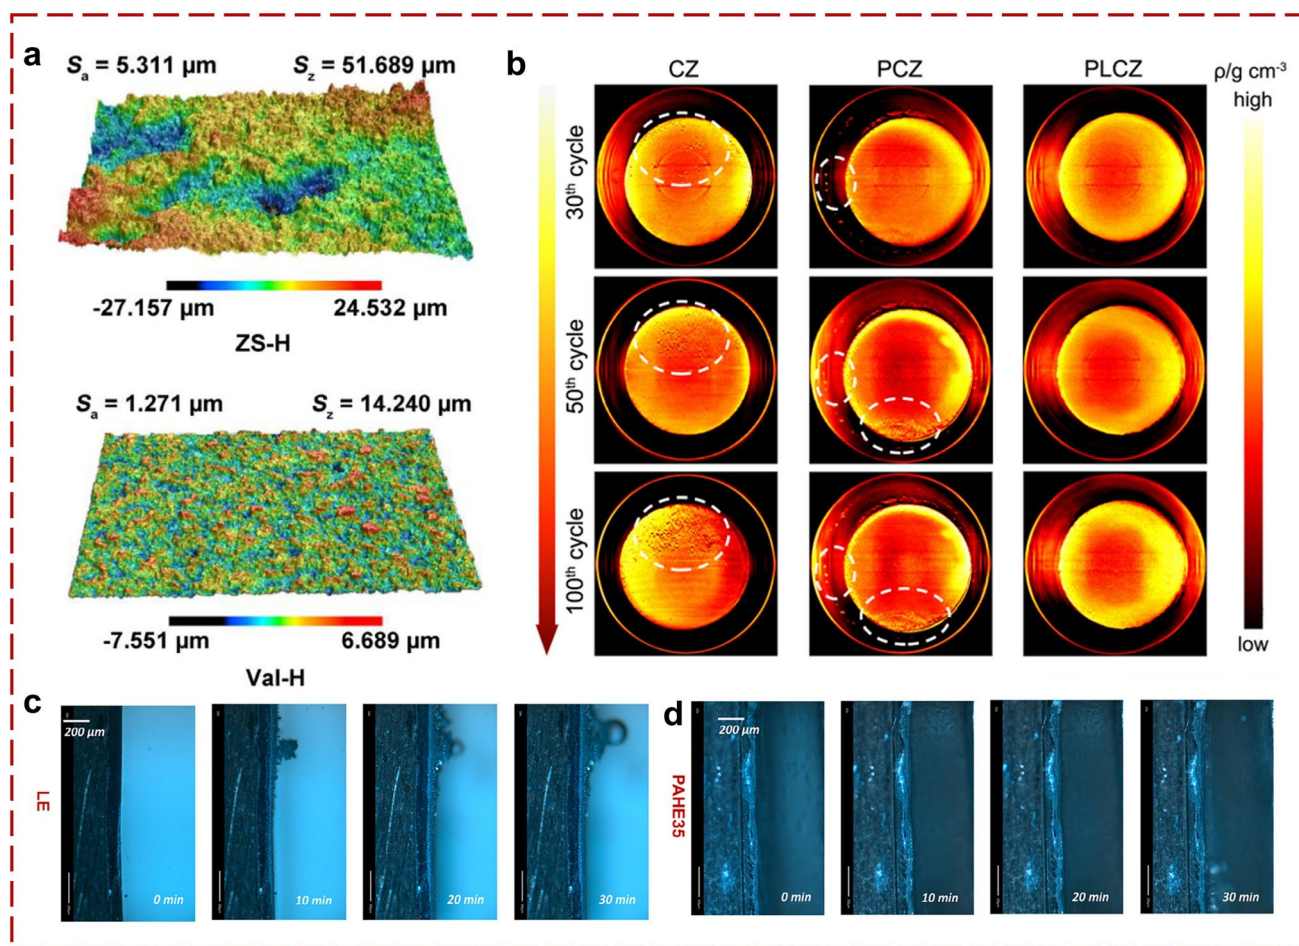 a
Sa = 5.311 μm
Sz = 51.689 μm
-27.157 μm
24.532 μm
ZS-H
Sa = 1.271 μm
Sz = 14.240 μm
-7.551 μm
6.689 μm
Val-H
b
CZ
PCZ
PLCZ
ρ/g cm⁻³
high
30th cycle
50th cycle
100th cycle
low
c
LE
200 μm
0 min
10 min
20 min
30 min
d
PAHE35
200 μm
0 min
10 min
20 min
30 min